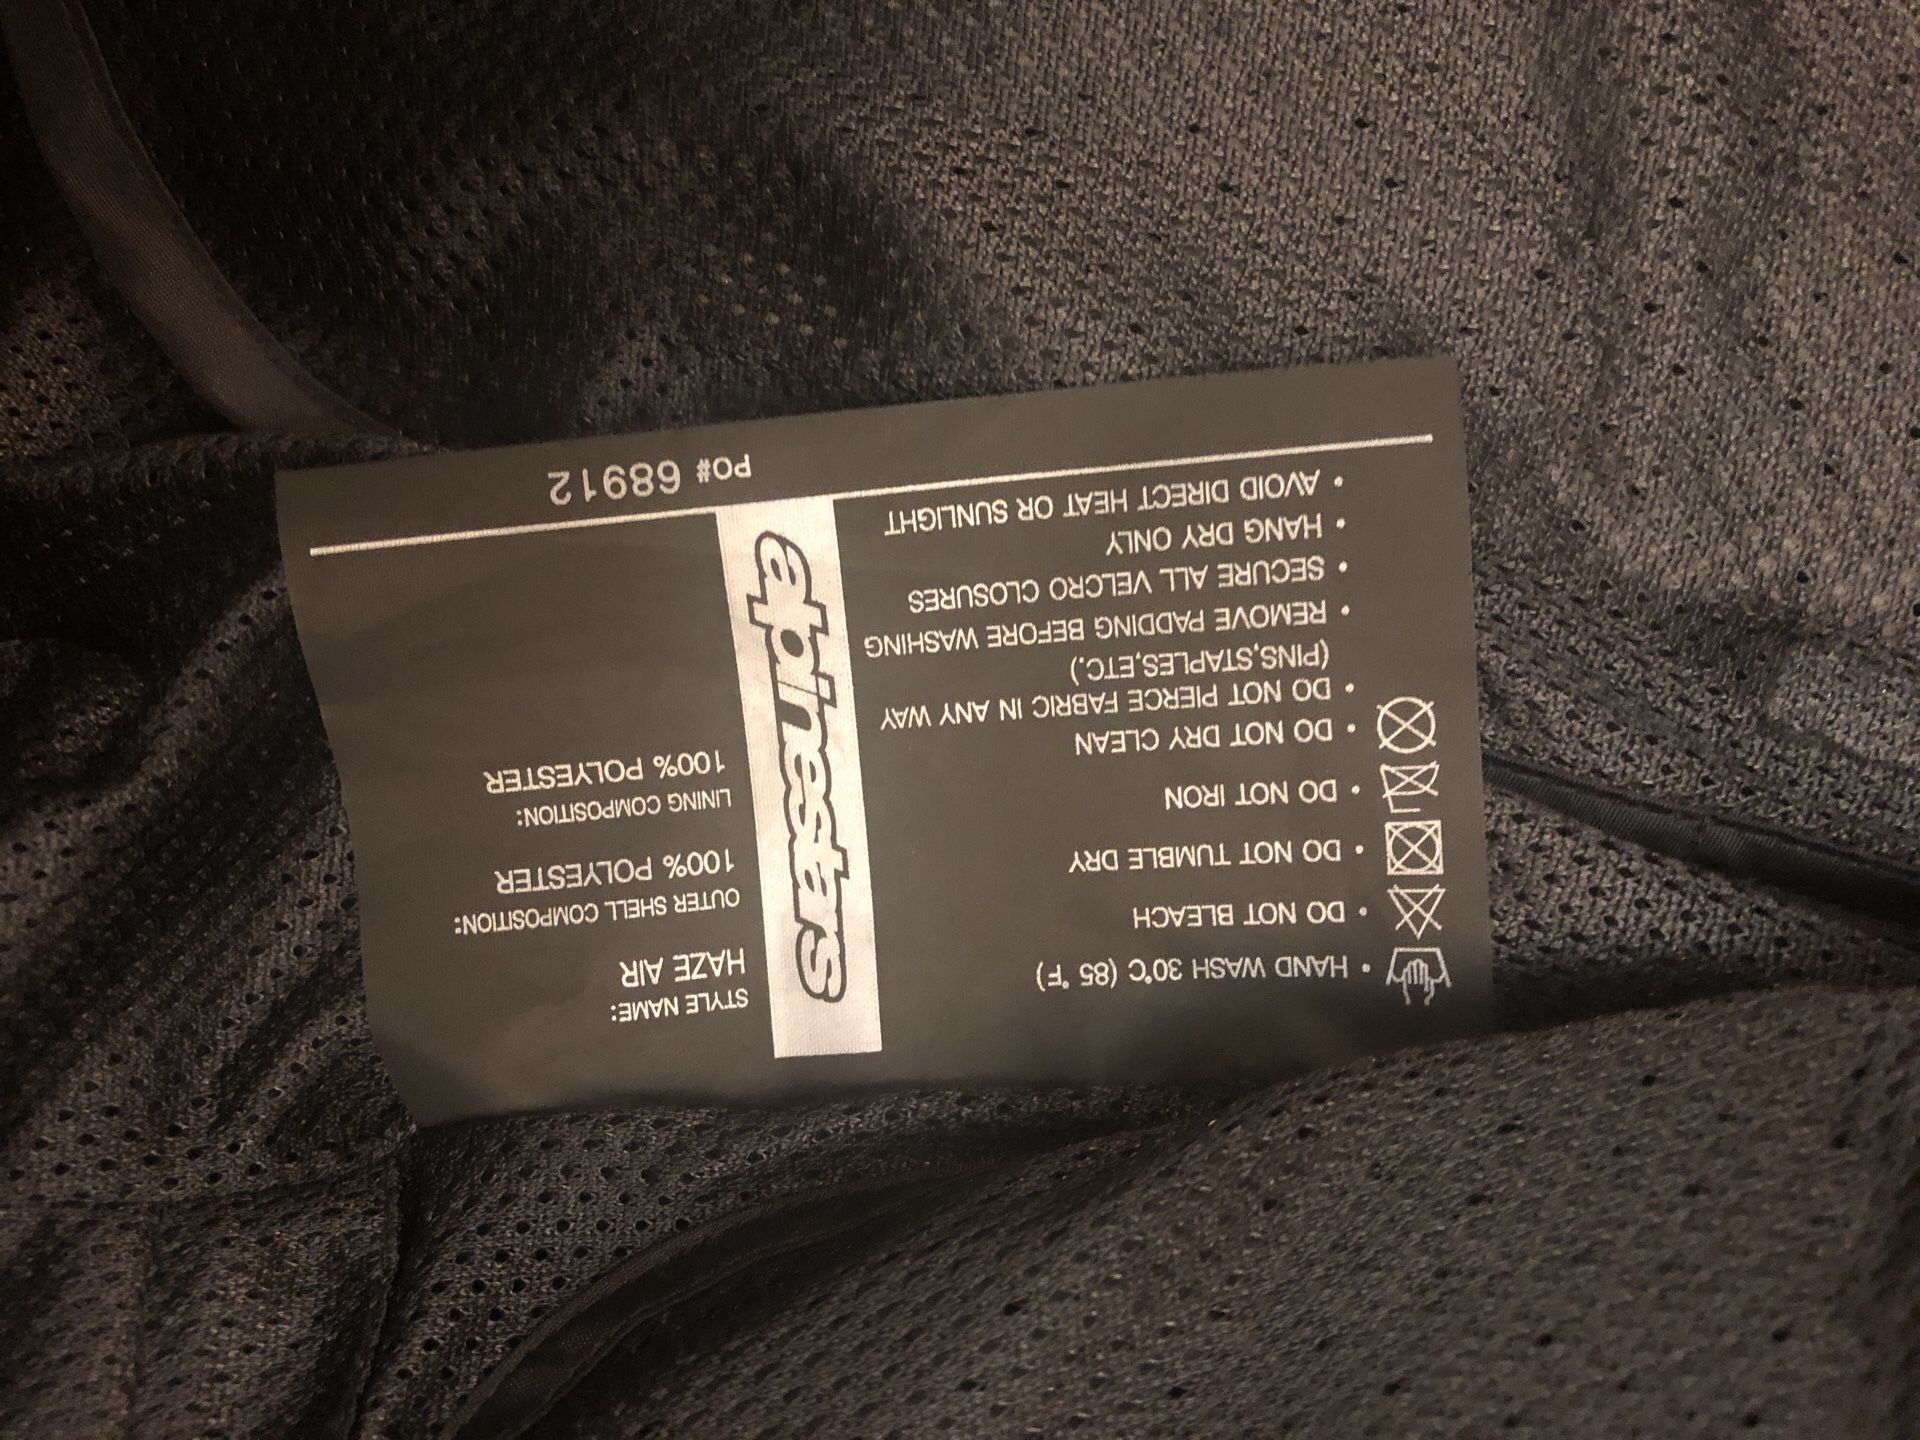 • HAND WASH 30°C (85 °F)
• DO NOT BLEACH
• DO NOT TUMBLE DRY
• DO NOT IRON
• DO NOT DRY CLEAN
• DO NOT PIERCE FABRIC IN ANY WAY
(PINS,STAPLES,ETC.)
• REMOVE PADDING BEFORE WASHING
• SECURE ALL VELCRO CLOSURES
• HANG DRY ONLY
• AVOID DIRECT HEAT OR SUNLIGHT
alpinestars
STYLE NAME:
HAZE AIR
OUTER SHELL COMPOSITION:
100% POLYESTER
LINING COMPOSITION:
100% POLYESTER
PO# 68912